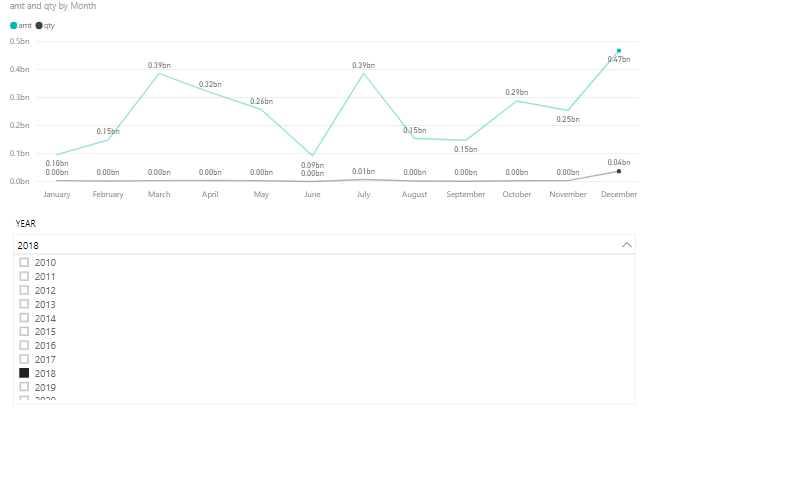 amt and qty by Month
amt qty
0.5bn
0.4bn
0.3bn
0.2bn
0.1bn
0.0bn
0.10bn 0.15bn 0.39bn 0.32bn 0.26bn 0.09bn 0.39bn 0.15bn 0.15bn 0.29bn 0.25bn 0.47bn
0.00bn 0.00bn 0.00bn 0.00bn 0.00bn 0.00bn 0.01bn 0.00bn 0.00bn 0.00bn 0.00bn 0.04bn
January February March April May June July August September October November December
YEAR
2018
2010
2011
2012
2013
2014
2015
2016
2017
2018
2019
2020